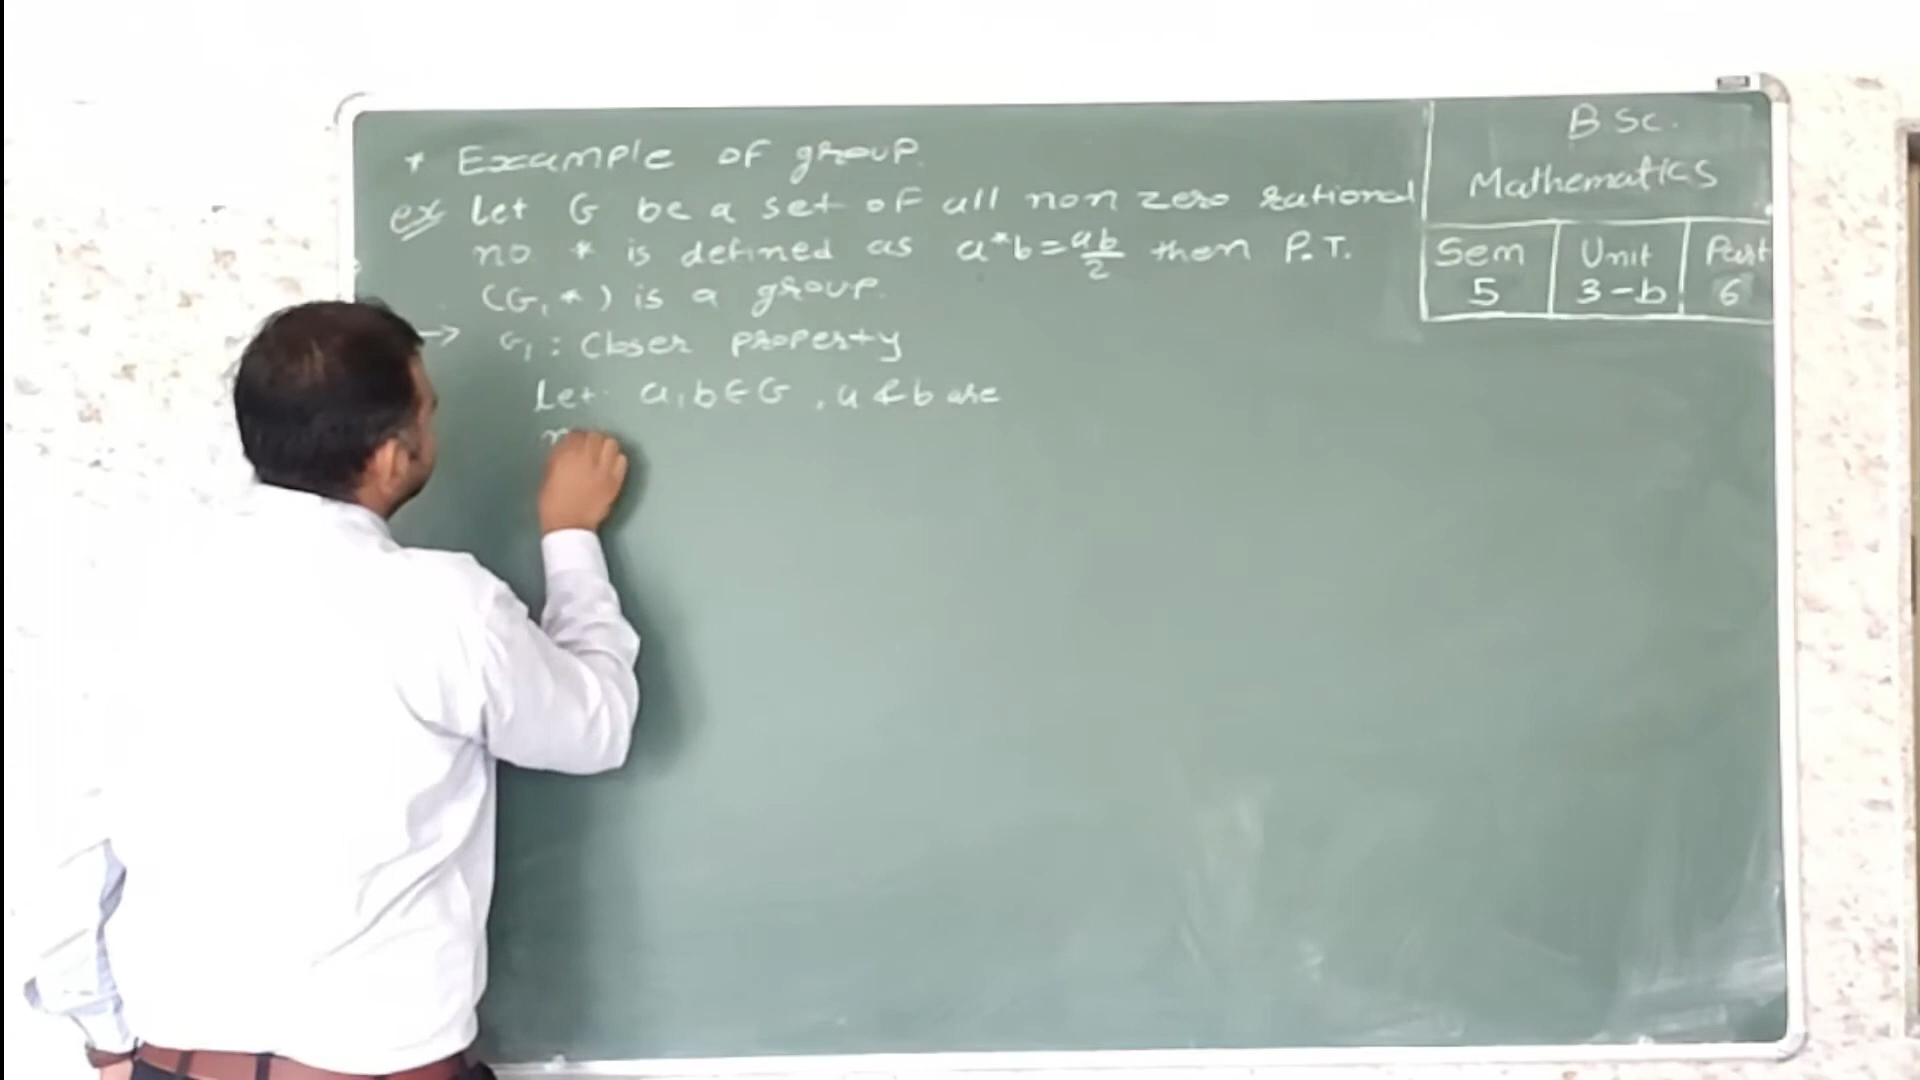 * Example of group.
ex Let G be a set of all non zero rational
no * is defined as a*b=ab/2 then P.T.
(G, *) is a group.
→ G1 : Closer property
Let a,b∈G , a & b are
B Sc.
Mathematics
Sem 5
Unit 3-b
Part 6